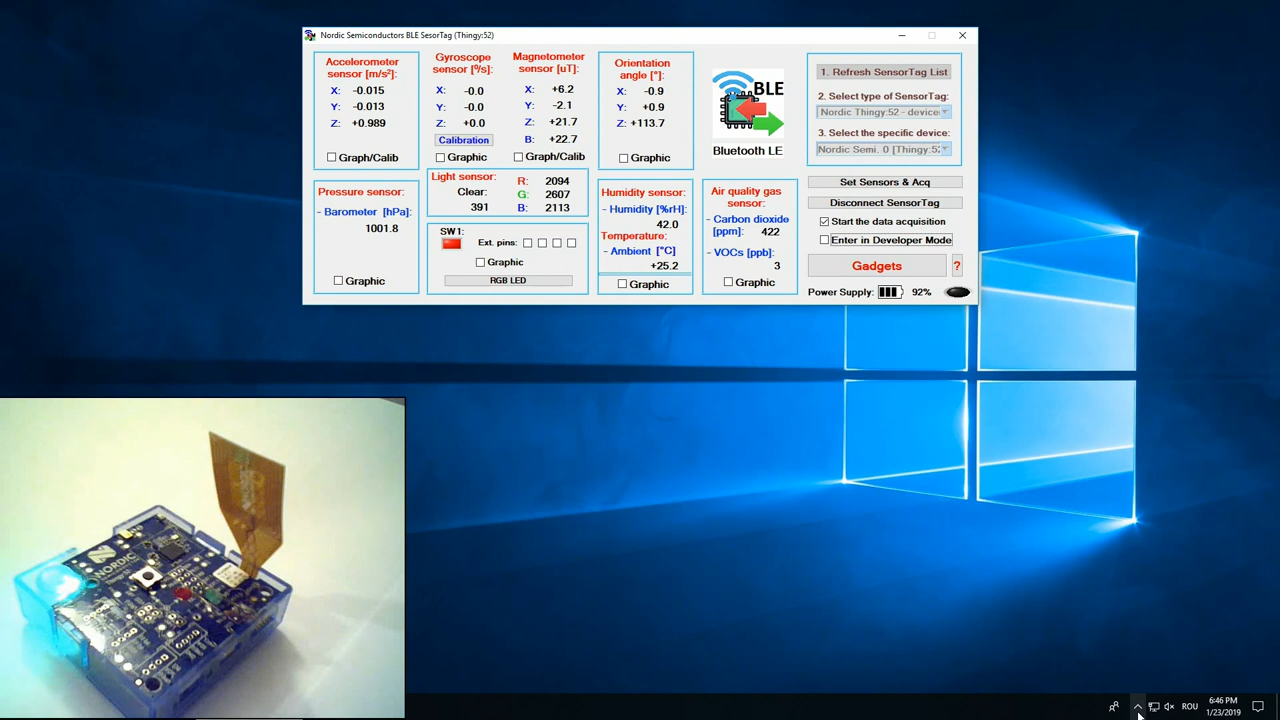 Nordic Semiconductors BLE SesorTag (Thingy:52)
Accelerometer
sensor [m/s²]:
X: -0.015
Y: -0.013
Z: +0.989
Graph/Calib
Gyroscope
sensor [⁰/s]:
X: -0.0
Y: -0.0
Z: +0.0
Calibration
Graphic
Magnetometer
sensor [uT]:
X: +6.2
Y: -2.1
Z: +21.7
B: +22.7
Graph/Calib
Orientation
angle [°]:
X: -0.9
Y: +0.9
Z: +113.7
Graphic
BLE
Bluetooth LE
1. Refresh SensorTag List
2. Select type of SensorTag:
Nordic Thingy:52 - device
3. Select the specific device:
Nordic Semi. 0 [Thingy:52
Pressure sensor:
- Barometer [hPa]
1001.8
Graphic
Light sensor:
Clear:
391
R: 2094
G: 2607
B: 2113
SW1:
Ext. pins:
Graphic
RGB LED
Humidity sensor:
- Humidity [%rH]
42.0
Temperature:
- Ambient [°C]
+25.2
Graphic
Air quality gas
sensor:
- Carbon dioxide
[ppm]: 422
- VOCs [ppb]:
3
Graphic
Set Sensors & Acq
Disconnect SensorTag
Start the data acquisition
Enter in Developer Mode
Gadgets ?
Power Supply: 92%
NORDIC
ROU
6:46 PM
1/23/2019